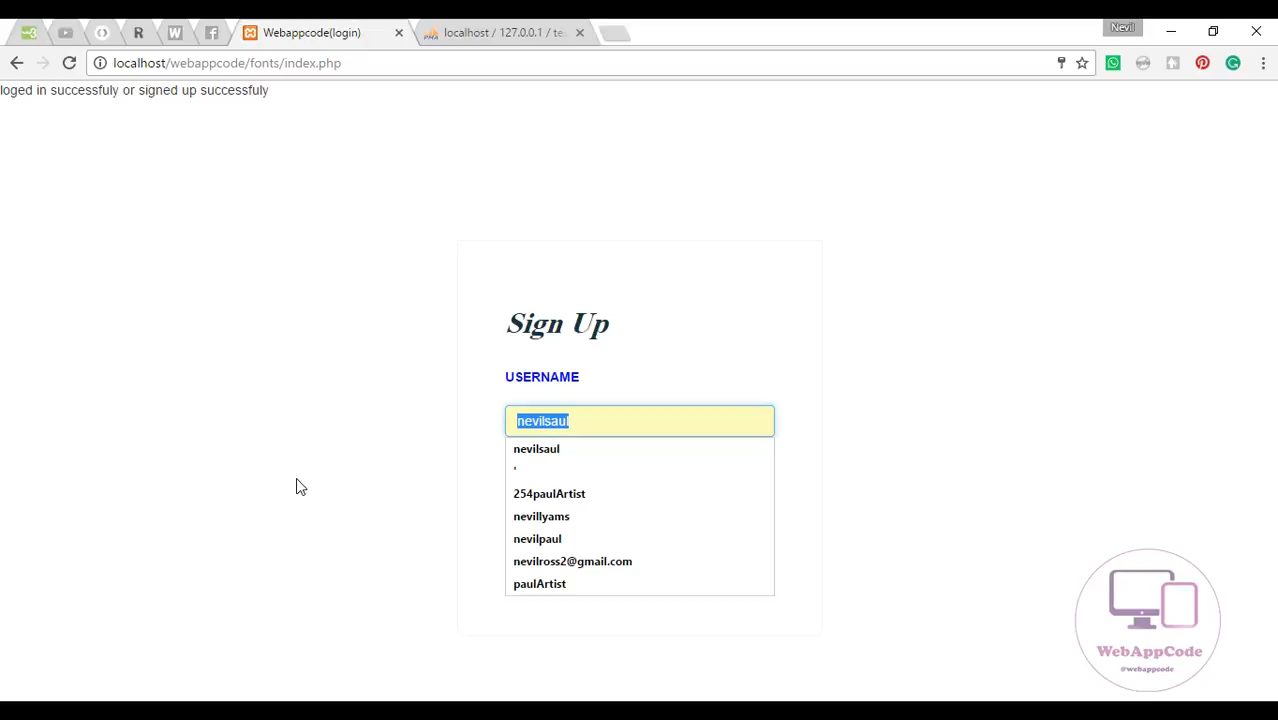 Nevil
R
W
Webappcode(login)
localhost / 127.0.0.1 / te
localhost/webappcode/fonts/index.php
loged in successfuly or signed up successfuly
Sign Up
USERNAME
nevilsaul
nevilsaul
'
254paulArtist
nevillyams
nevilpaul
nevilross2@gmail.com
paulArtist
WebAppCode
@webappcode